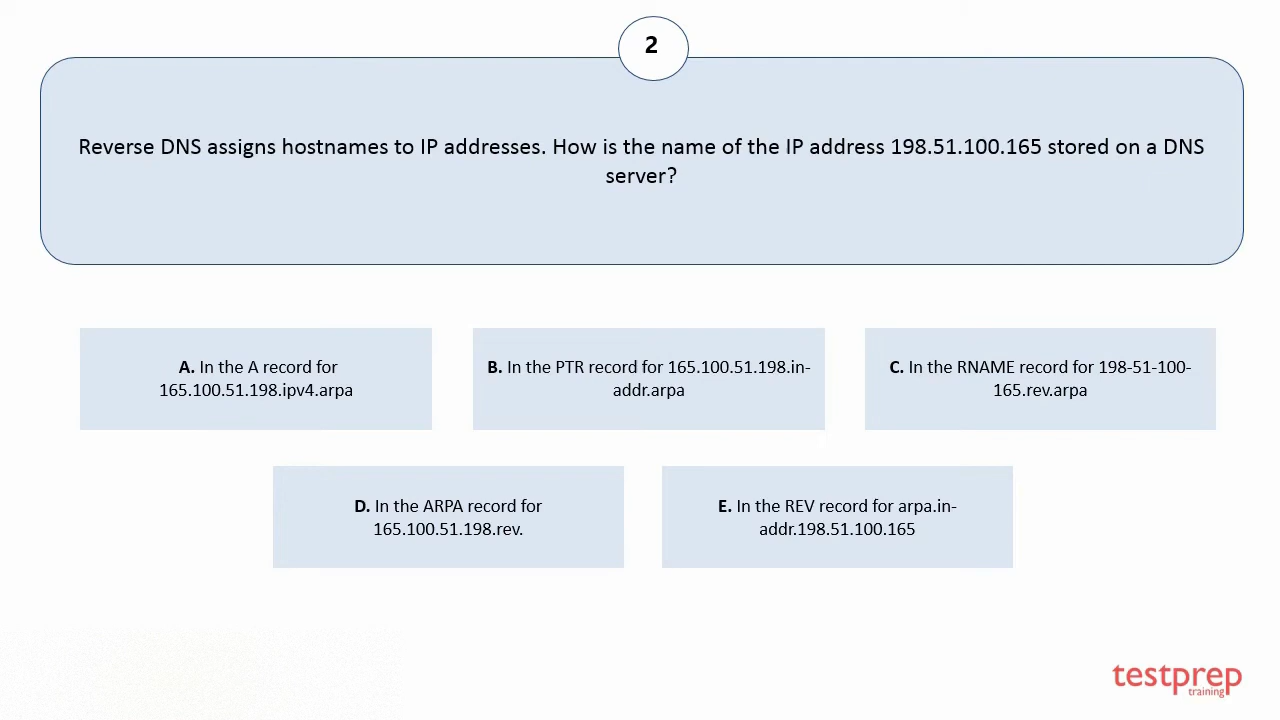 2
Reverse DNS assigns hostnames to IP addresses. How is the name of the IP address 198.51.100.165 stored on a DNS
server?
A. In the A record for
165.100.51.198.ipv4.arpa
B. In the PTR record for 165.100.51.198.in-
addr.arpa
C. In the RNAME record for 198-51-100-
165.rev.arpa
D. In the ARPA record for
165.100.51.198.rev.
E. In the REV record for arpa.in-
addr.198.51.100.165
testprep
training